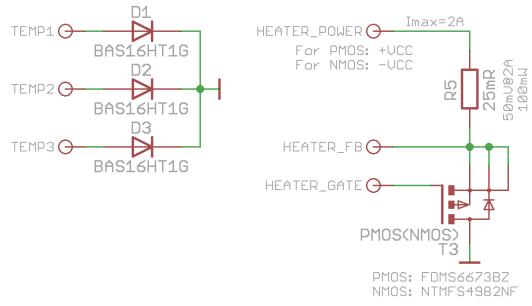 D1
TEMP1
BAS16HT1G
D2
TEMP2
BAS16HT1G
D3
TEMP3
BAS16HT1G
HEATER_POWER
Imax=2A
For PMOS: +VCC
For NMOS: -VCC
R5
25mR
50mV@2A
100mW
HEATER_FB
HEATER_GATE
PMOS(NMOS)
T3
PMOS: FDMS6673BZ
NMOS: NTMFS4982NF